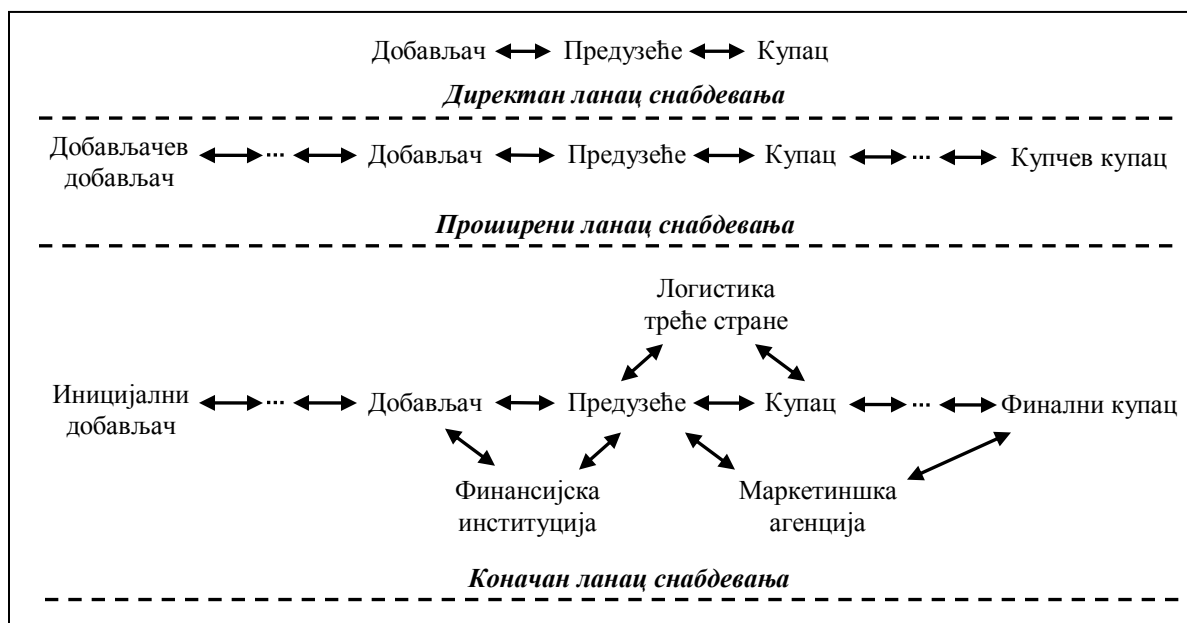 Добављач Предузеће Купац
Директан ланац снабдевања
Добављачев
добављач
... Добављач Предузеће Купац ... Купчев купац
Проширени ланац снабдевања
Логистика
треће стране
Иницијални
добављач
... Добављач Предузеће Купац ... Финални купац
Финансијска
институција
Маркетиншка
агенција
Коначан ланац снабдевања